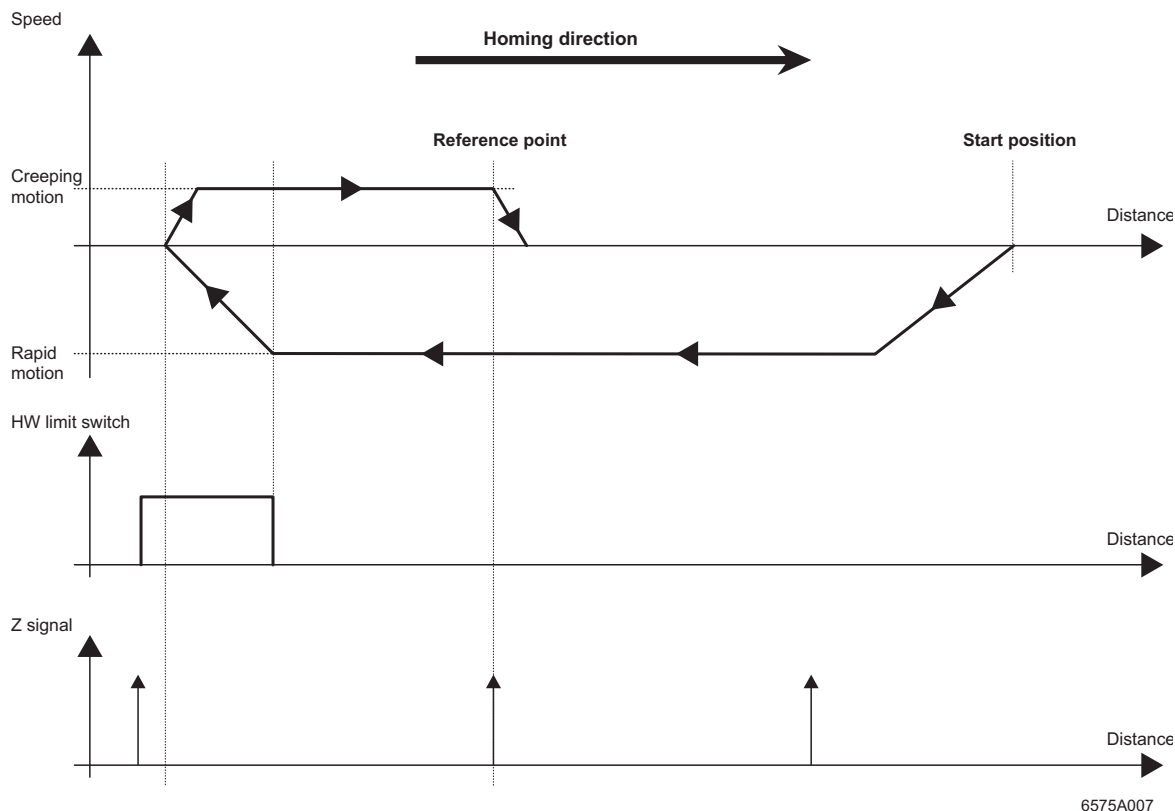 Speed
Homing direction
Reference point
Start position
Creeping
motion
Distance
Rapid
motion
HW limit switch
Distance
Z signal
Distance
6575A007